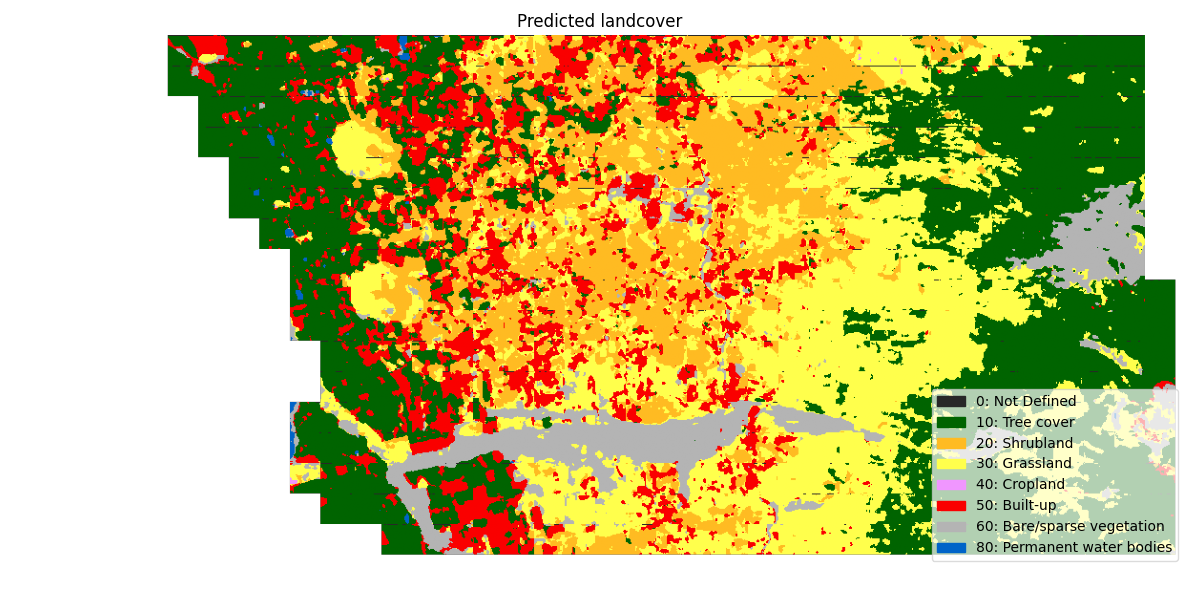 Predicted landcover
0: Not Defined
10: Tree cover
20: Shrubland
30: Grassland
40: Cropland
50: Built-up
60: Bare/sparse vegetation
80: Permanent water bodies